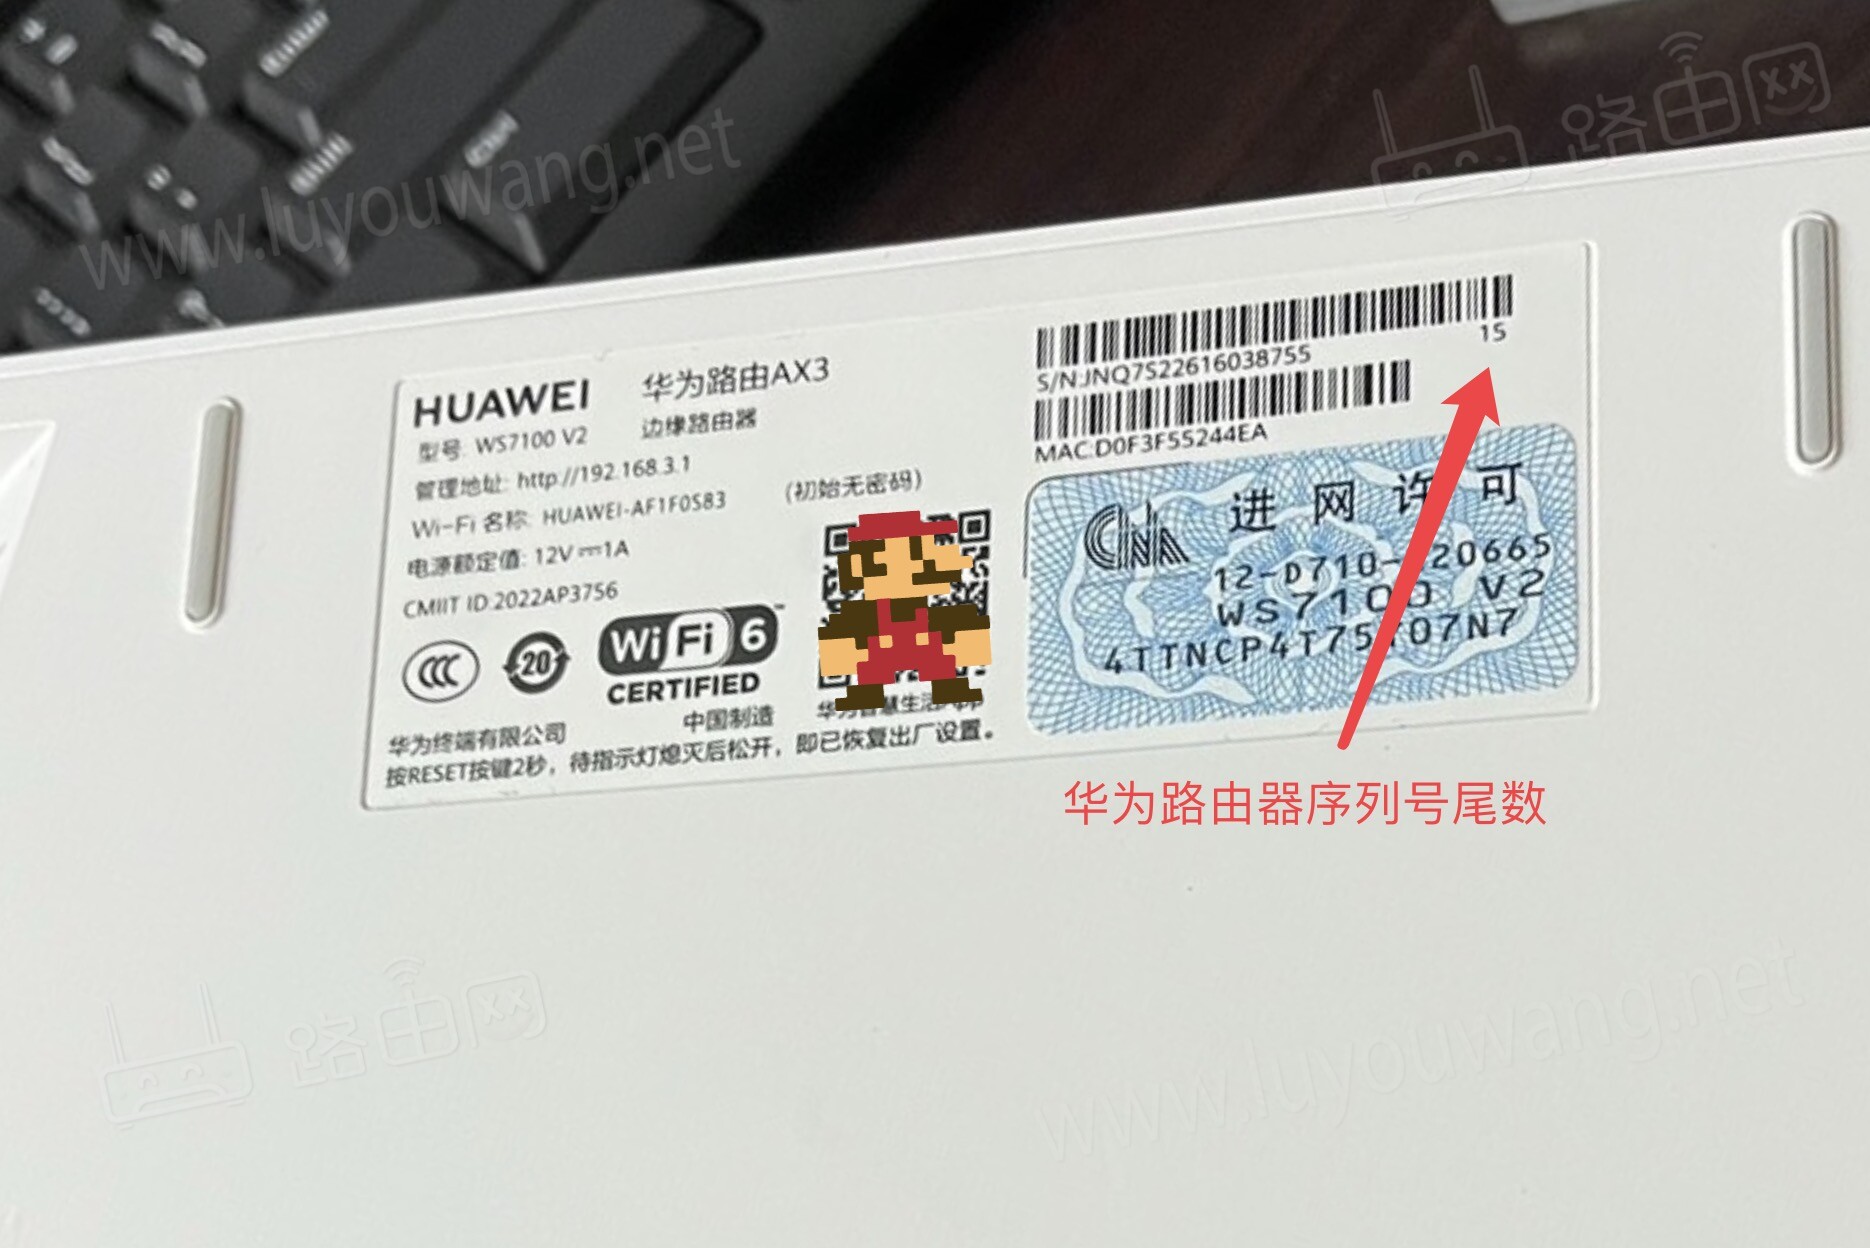 www.luyouwang.net
路由网
HUAWEI 华为路由AX3
型号: WS7100 V2 边缘路由器
管理地址: http://192.168.3.1
Wi-Fi 名称: HUAWEI-AF1F0S83 (初始无密码)
电源额定值: 12V⎓1A
CMIIT ID:2022AP3756
20
WiFi 6™
CERTIFIED
华为终端有限公司 中国制造
按RESET按键2秒，待指示灯熄灭后松开，即已恢复出厂设置。
15
S/N:JNQ7S22616038755
MAC:D0F3F55244EA
CNA 进网许可
12-D710- 20665
WS7100 V2
4TTNCP4T75 07N7
华为路由器序列号尾数
路由网
www.luyouwang.net